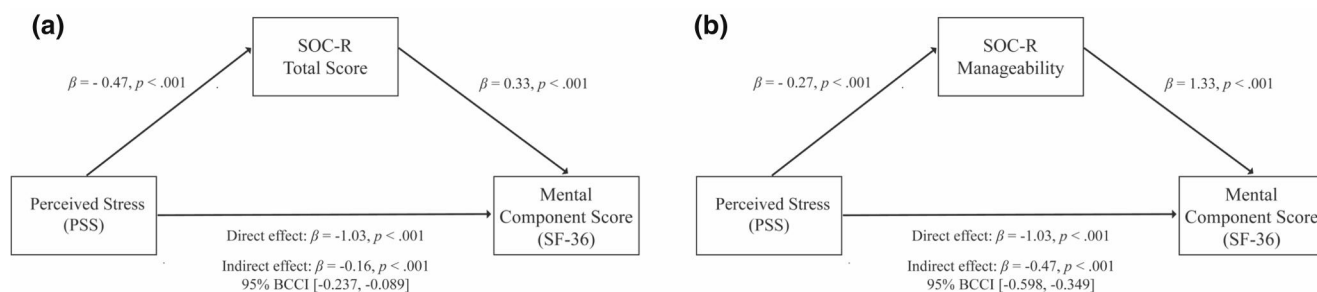 (a)
SOC-R
Total Score
β = - 0.47, p < .001
β = 0.33, p < .001
Perceived Stress
(PSS)
Mental
Component Score
(SF-36)
Direct effect: β = -1.03, p < .001
Indirect effect: β = -0.16, p < .001
95% BCCI [-0.237, -0.089]
(b)
SOC-R
Manageability
β = - 0.27, p < .001
β = 1.33, p < .001
Perceived Stress
(PSS)
Mental
Component Score
(SF-36)
Direct effect: β = -1.03, p < .001
Indirect effect: β = -0.47, p < .001
95% BCCI [-0.598, -0.349]